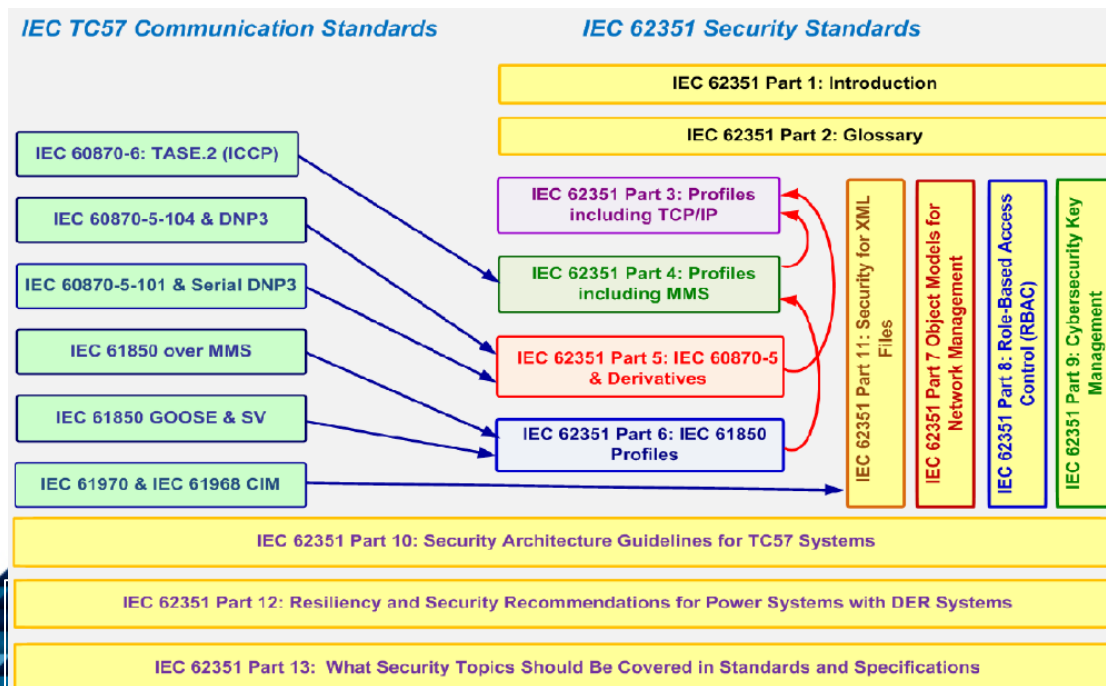 IEC TC57 Communication Standards
IEC 62351 Security Standards
IEC 62351 Part 1: Introduction
IEC 62351 Part 2: Glossary
IEC 60870-6: TASE.2 (ICCP)
IEC 60870-5-104 & DNP3
IEC 60870-5-101 & Serial DNP3
IEC 61850 over MMS
IEC 61850 GOOSE & SV
IEC 61970 & IEC 61968 CIM
IEC 62351 Part 3: Profiles
including TCP/IP
IEC 62351 Part 4: Profiles
including MMS
IEC 62351 Part 5: IEC 60870-5
& Derivatives
IEC 62351 Part 6: IEC 61850
Profiles
IEC 62351 Part 11: Security for XML
Files
IEC 62351 Part 7 Object Models for
Network Management
IEC 62351 Part 8: Role-Based Access
Control (RBAC)
IEC 62351 Part 9: Cybersecurity Key
Management
IEC 62351 Part 10: Security Architecture Guidelines for TC57 Systems
IEC 62351 Part 12: Resiliency and Security Recommendations for Power Systems with DER Systems
IEC 62351 Part 13: What Security Topics Should Be Covered in Standards and Specifications